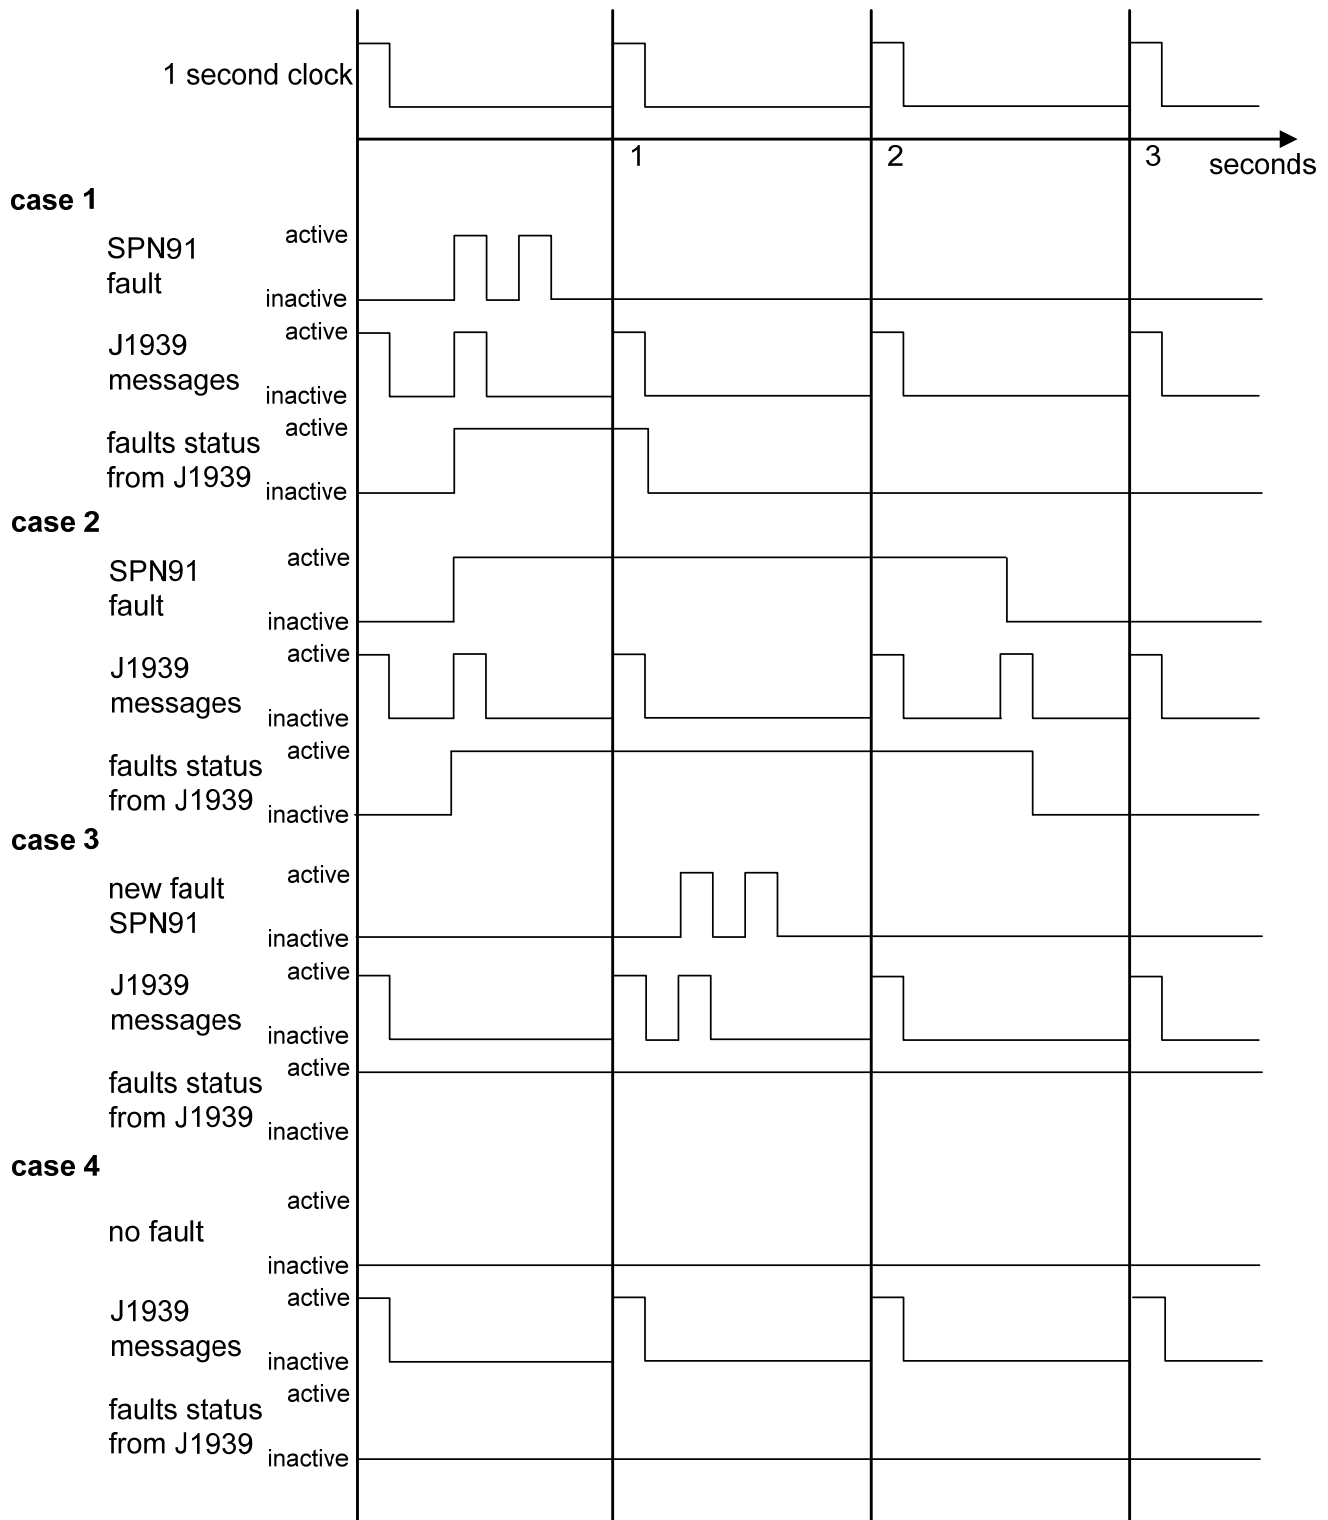 1 second clock
1
2
3
seconds
case 1
SPN91
fault
active
inactive
J1939
messages
active
inactive
faults status
from J1939
active
inactive
case 2
SPN91
fault
active
inactive
J1939
messages
active
inactive
faults status
from J1939
active
inactive
case 3
new fault
SPN91
active
inactive
J1939
messages
active
inactive
faults status
from J1939
active
inactive
case 4
no fault
active
inactive
J1939
messages
active
inactive
faults status
from J1939
active
inactive